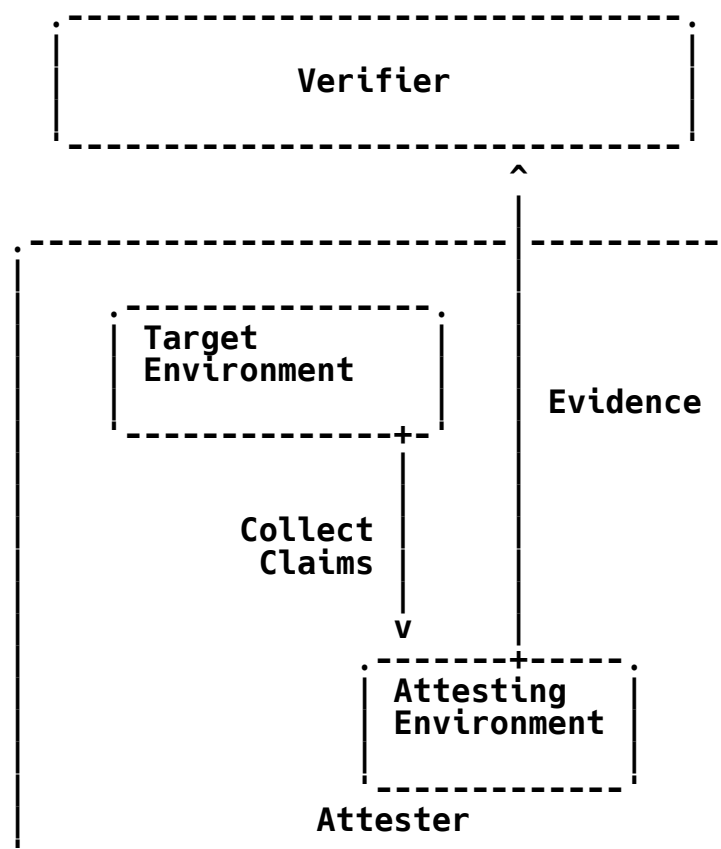 Verifier
Target
Environment
Evidence
Collect
Claims
Attesting
Environment
Attester